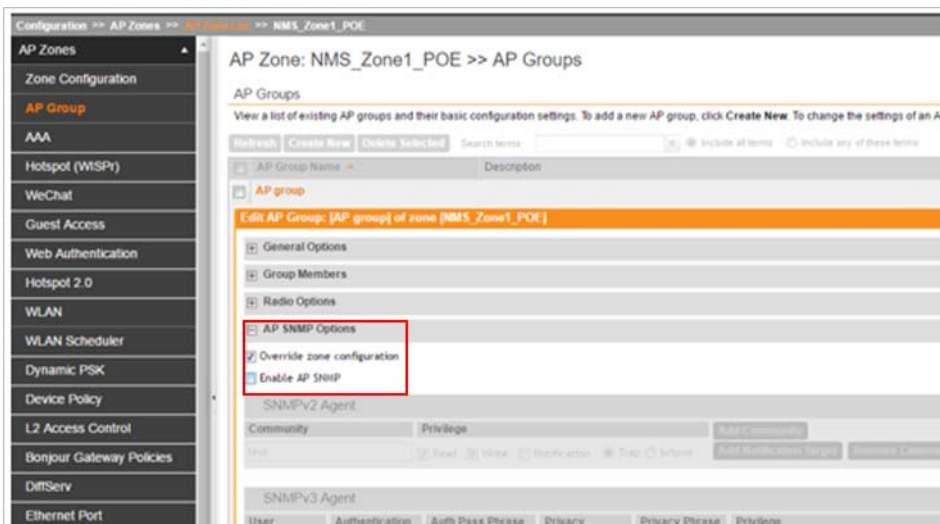 Configuration >> AP Zones >> AP Zone List >> NMS_Zone1_POE
AP Zones
Zone Configuration
AP Group
AAA
Hotspot (WISPr)
WeChat
Guest Access
Web Authentication
Hotspot 2.0
WLAN
WLAN Scheduler
Dynamic PSK
Device Policy
L2 Access Control
Bonjour Gateway Policies
DiffServ
Ethernet Port
AP Zone: NMS_Zone1_POE >> AP Groups
AP Groups
View a list of existing AP groups and their basic configuration settings. To add a new AP group, click Create New. To change the settings of an A
Refresh Create New Delete Selected Search terms: Include all terms Include any of these terms
AP Group Name Description
AP group
Edit AP Group: [AP group] of zone [NMS_Zone1_POE]
General Options
Group Members
Radio Options
AP SNMP Options
Override zone configuration
Enable AP SNMP
SNMPv2 Agent
Community Privilege Add Community
test Read Write Notification Trap Inform Add Notification Target Remove
SNMPv3 Agent
User Authentication Auth Pass Phrase Privacy Privacy Phrase Privilege